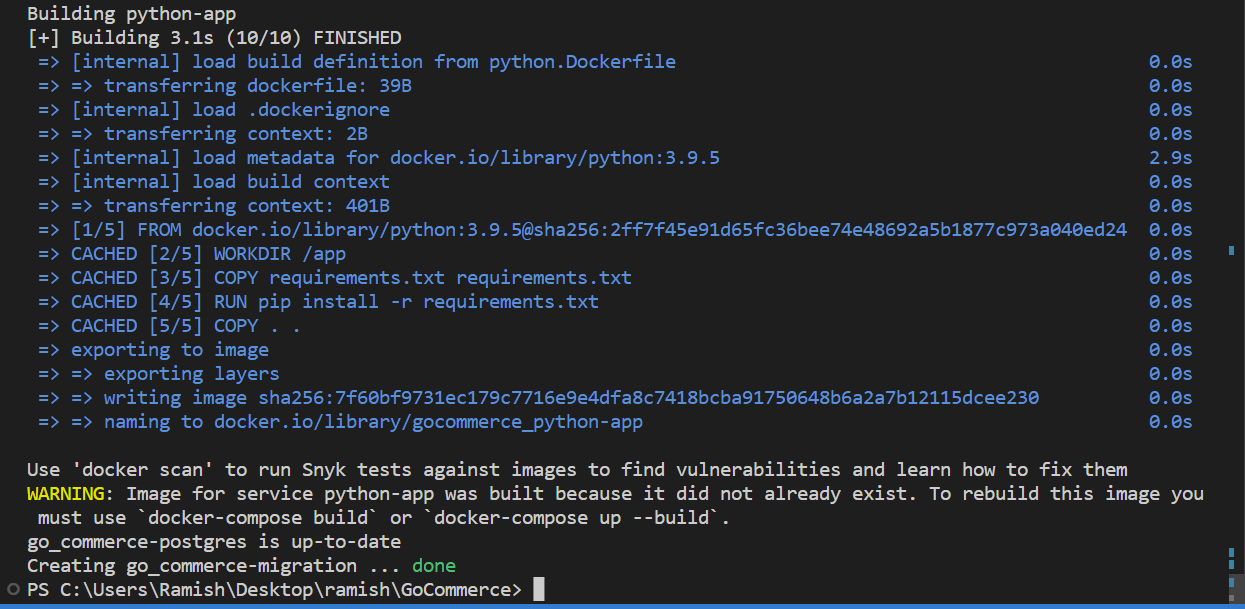 Building python-app
[+] Building 3.1s (10/10) FINISHED
=> [internal] load build definition from python.Dockerfile 0.0s
=> => transferring dockerfile: 39B 0.0s
=> [internal] load .dockerignore 0.0s
=> => transferring context: 2B 0.0s
=> [internal] load metadata for docker.io/library/python:3.9.5 2.9s
=> [internal] load build context 0.0s
=> => transferring context: 401B 0.0s
=> [1/5] FROM docker.io/library/python:3.9.5@sha256:2ff7f45e91d65fc36bee74e48692a5b1877c973a040ed24 0.0s
=> CACHED [2/5] WORKDIR /app 0.0s
=> CACHED [3/5] COPY requirements.txt requirements.txt 0.0s
=> CACHED [4/5] RUN pip install -r requirements.txt 0.0s
=> CACHED [5/5] COPY . . 0.0s
=> exporting to image 0.0s
=> => exporting layers 0.0s
=> => writing image sha256:7f60bf9731ec179c7716e9e4dfa8c7418bcba91750648b6a2a7b12115dcee230 0.0s
=> => naming to docker.io/library/gocommerce_python-app 0.0s
Use 'docker scan' to run Snyk tests against images to find vulnerabilities and learn how to fix them
WARNING: Image for service python-app was built because it did not already exist. To rebuild this image you
must use `docker-compose build` or `docker-compose up --build`.
go_commerce-postgres is up-to-date
Creating go_commerce-migration ... done
PS C:\Users\Ramish\Desktop\ramish\GoCommerce>